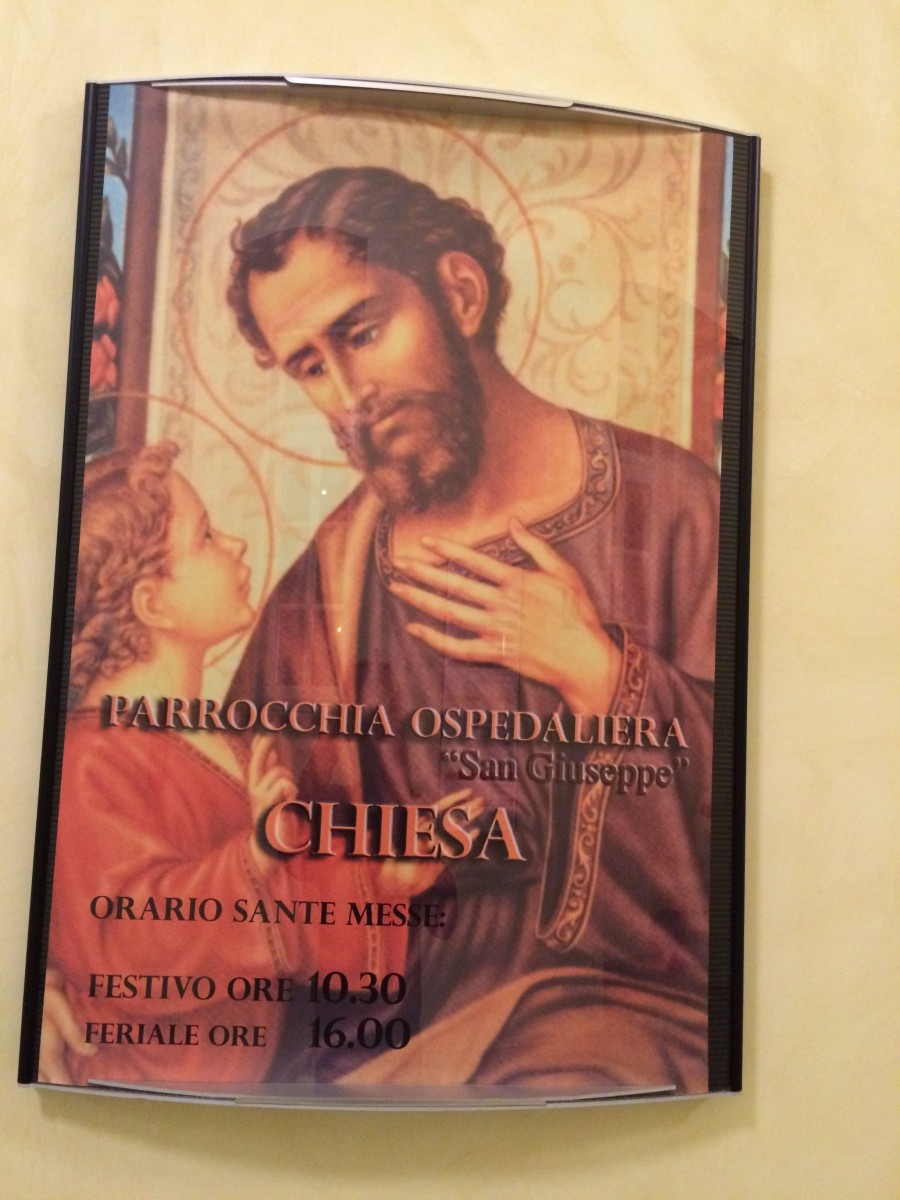 PARROCCHIA OSPEDALIERA
“San Giuseppe”
CHIESA
ORARIO SANTE MESSE:
FESTIVO ORE 10.30
FERIALE ORE 16.00